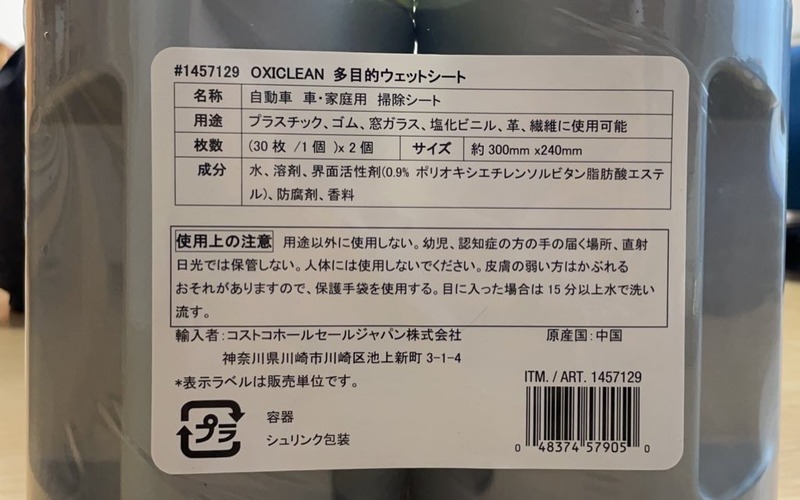 #1457129 OXICLEAN 多目的ウェットシート
名称 自動車 車・家庭用 掃除シート
用途 プラスチック、ゴム、窓ガラス、塩化ビニル、革、繊維に使用可能
枚数 (30枚 /1個 )x 2個 サイズ 約300mm x240mm
成分 水、溶剤、界面活性剤(0.9% ポリオキシエチレンソルビタン脂肪酸エステ
ル)、防腐剤、香料
使用上の注意 用途以外に使用しない。幼児、認知症の方の手の届く場所、直射
日光では保管しない。人体には使用しないでください。皮膚の弱い方はかぶれる
おそれがありますので、保護手袋を使用する。目に入った場合は15分以上水で洗い
流す。
輸入者:コストコホールセールジャパン株式会社 原産国:中国
神奈川県川崎市川崎区池上新町3-1-4
*表示ラベルは販売単位です。
ITM. / ART. 1457129
プラ
容器
シュリンク包装
0 48374 57905 0